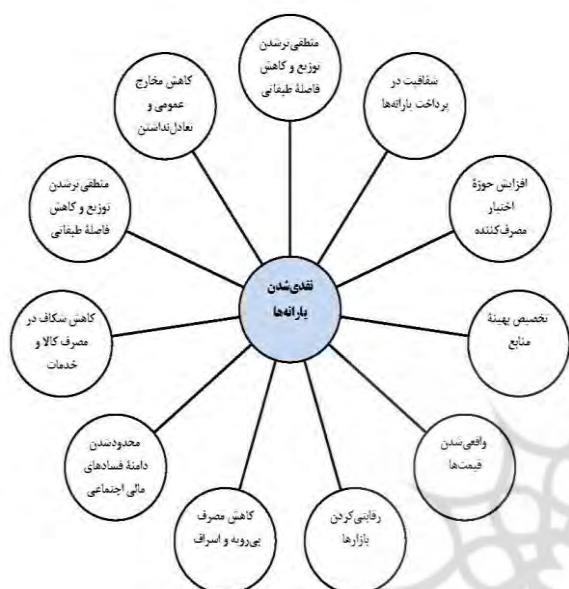 منطقی‌ترشدن
توزیع و کاهش
فاصلهٔ طبقاتی
شفافیت در
پرداخت یارانه‌ها
افزایش حوزهٔ
اختیار
مصرف‌کننده
تخصیص بهینهٔ
منابع
واقعی‌شدن
قیمت‌ها
رقابتی‌کردن
بازارها
کاهش مصرف
بی‌رویه و اسراف
محدودشدن
دامنهٔ فسادهای
مالی اجتماعی
کاهش شکاف در
مصرف کالا و
خدمات
منطقی‌ترشدن
توزیع و کاهش
فاصلهٔ طبقاتی
کاهش مخارج
عمومی و
تعادل‌نداشتن
نقدی‌شدن
یارانه‌ها